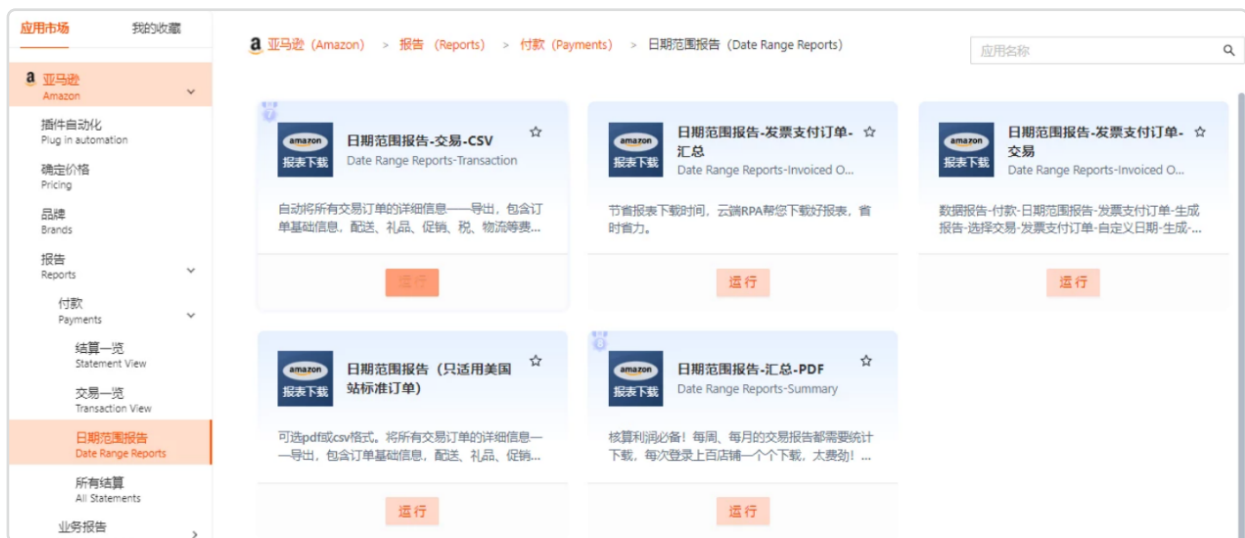 应用市场
我的收藏
亚马逊
Amazon
插件自动化
Plug in automation
确定价格
Pricing
品牌
Brands
报告
Reports
付款
Payments
结算一览
Statement View
交易一览
Transaction View
日期范围报告
Date Range Reports
所有结算
All Statements
业务报告
a 亚马逊 (Amazon) > 报告 (Reports) > 付款 (Payments) > 日期范围报告 (Date Range Reports)
应用名称
7
amazon
报表下载
日期范围报告-交易-CSV
Date Range Reports-Transaction
自动将所有交易订单的详细信息——导出，包含订
单基础信息，配送、礼品、促销、税、物流等费...
运行
amazon
报表下载
日期范围报告-发票支付订单-
汇总
Date Range Reports-Invoiced O...
节省报表下载时间，云端RPA帮您下载好报表，省
时省力。
运行
amazon
报表下载
日期范围报告-发票支付订单-
交易
Date Range Reports-Invoiced O...
数据报告-付款-日期范围报告-发票支付订单-生成
报告-选择交易-发票支付订单-自定义日期-生成-...
运行
amazon
报表下载
日期范围报告（只适用美国
站标准订单）
可选pdf或csv格式。将所有交易订单的详细信息—
—导出，包含订单基础信息，配送、礼品、促销...
运行
8
amazon
报表下载
日期范围报告-汇总-PDF
Date Range Reports-Summary
核算利润必备！每周、每月的交易报告都需要统计
下载，每次登录上百店铺一个个下载，太费劲！...
运行